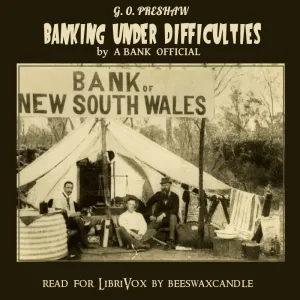 G. O. PRESHAW
BANKING UNDER DIFFICULTIES
by A BANK OFFICIAL
BANK OF
NEW SOUTH WALES
READ FOR LIBRIVOX BY BEESWAXCANDLE